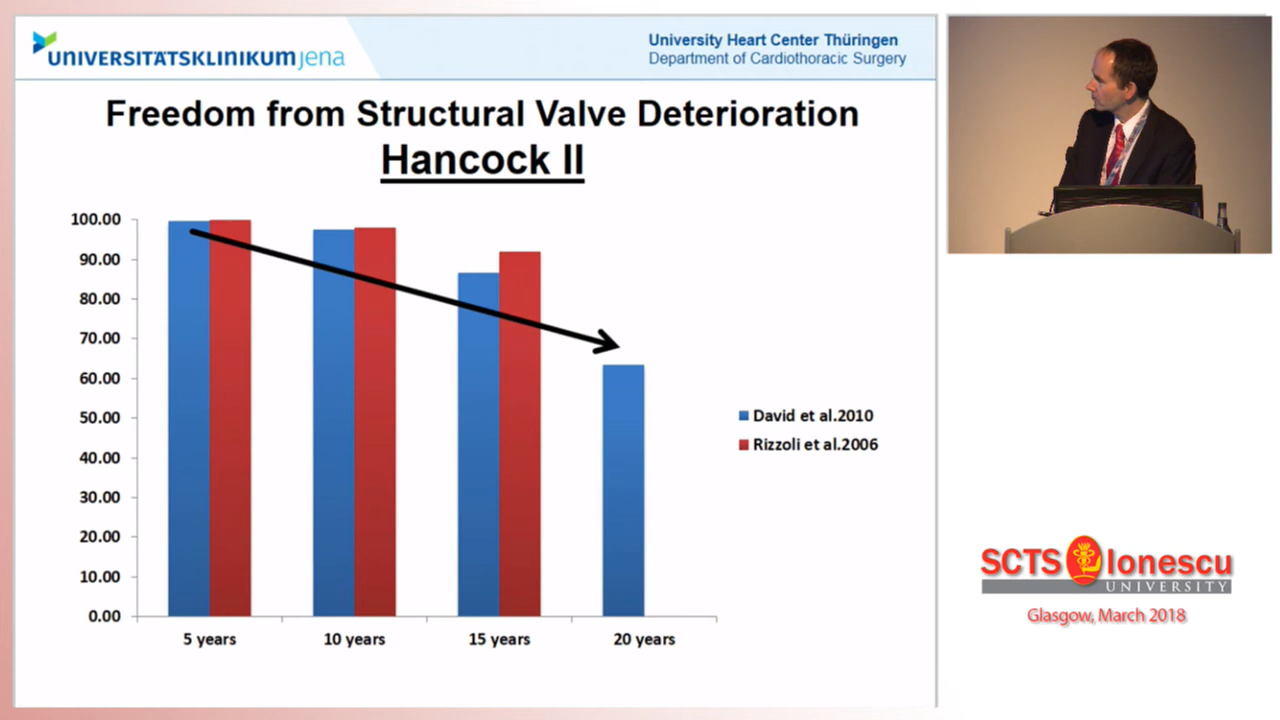 UNIVERSITÄTSKLINIKUM jena
University Heart Center Thüringen
Department of Cardiothoracic Surgery
Freedom from Structural Valve Deterioration
Hancock II
100.00
90.00
80.00
70.00
60.00
50.00
40.00
30.00
20.00
10.00
0.00
5 years 10 years 15 years 20 years
David et al.2010
Rizzoli et al.2006
SCTS Ionescu
UNIVERSITY
Glasgow, March 2018